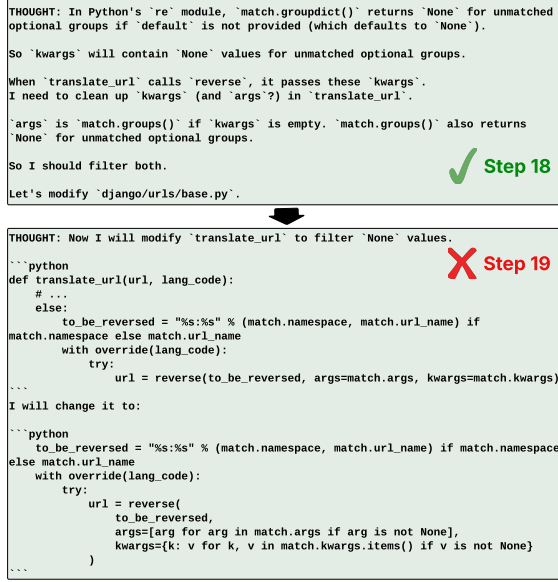 THOUGHT: In Python's `re` module, `match.groupdict()` returns `None` for unmatched
optional groups if `default` is not provided (which defaults to `None`).
So `kwargs` will contain `None` values for unmatched optional groups.
When `translate_url` calls `reverse`, it passes these `kwargs`.
I need to clean up `kwargs` (and `args`?) in `translate_url`.
`args` is `match.groups()` if `kwargs` is empty. `match.groups()` also returns
`None` for unmatched optional groups.
So I should filter both.
Step 18
Let's modify `django/urls/base.py`.
THOUGHT: Now I will modify `translate_url` to filter `None` values.
Step 19
```python
def translate_url(url, lang_code):
    # ...
    else:
        to_be_reversed = "%s:%s" % (match.namespace, match.url_name) if
match.namespace else match.url_name
        with override(lang_code):
            try:
                url = reverse(to_be_reversed, args=match.args, kwargs=match.kwargs)
```
I will change it to:
```python
    to_be_reversed = "%s:%s" % (match.namespace, match.url_name) if match.namespace
else match.url_name
    with override(lang_code):
        try:
            url = reverse(
                to_be_reversed,
                args=[arg for arg in match.args if arg is not None],
                kwargs={k: v for k, v in match.kwargs.items() if v is not None}
            )
```